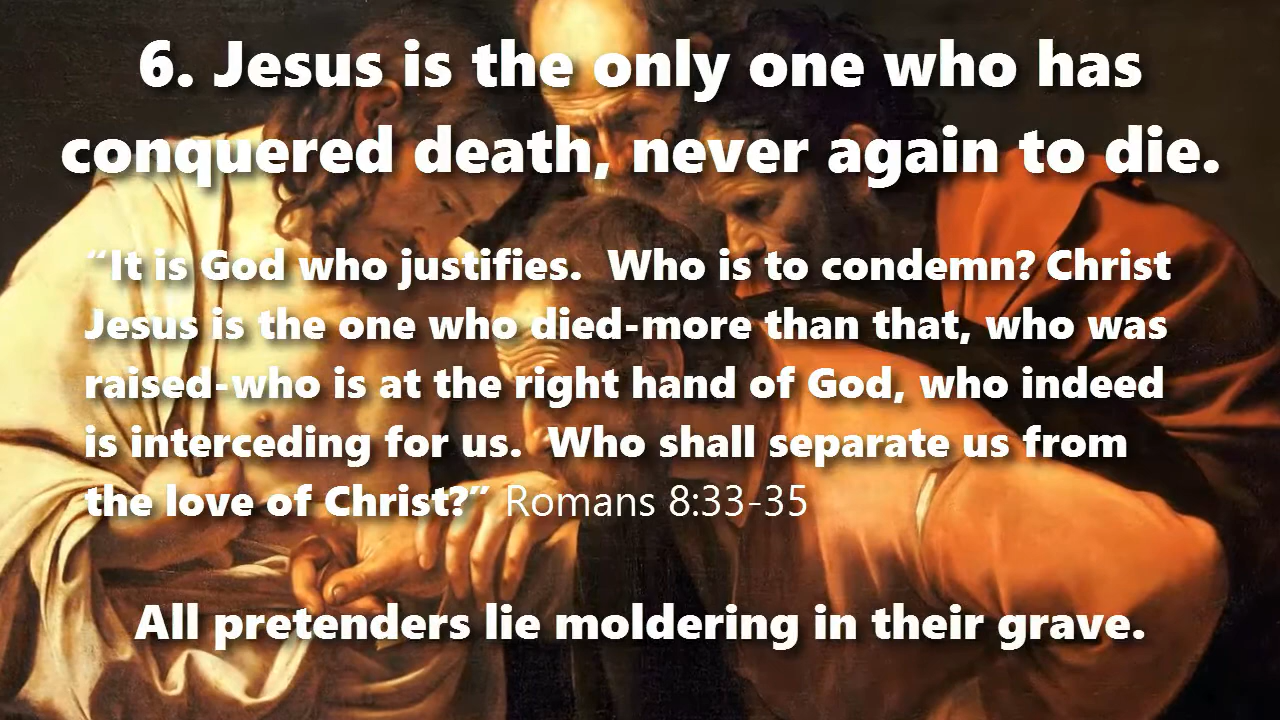 6. Jesus is the only one who has
conquered death, never again to die.
“It is God who justifies.  Who is to condemn? Christ
Jesus is the one who died-more than that, who was
raised-who is at the right hand of God, who indeed
is interceding for us.  Who shall separate us from
the love of Christ?” Romans 8:33-35
All pretenders lie moldering in their grave.